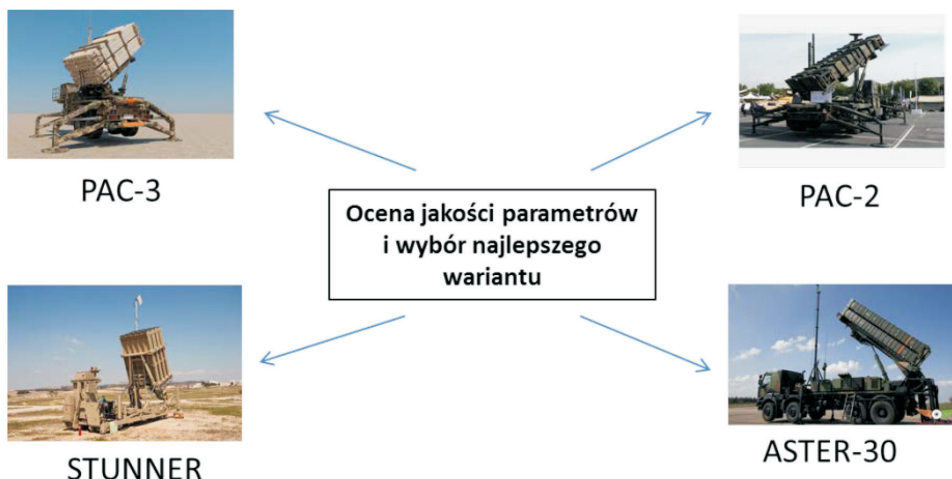 PAC-3
PAC-2
Ocena jakości parametrów
i wybór najlepszego
wariantu
STUNNER
ASTER-30